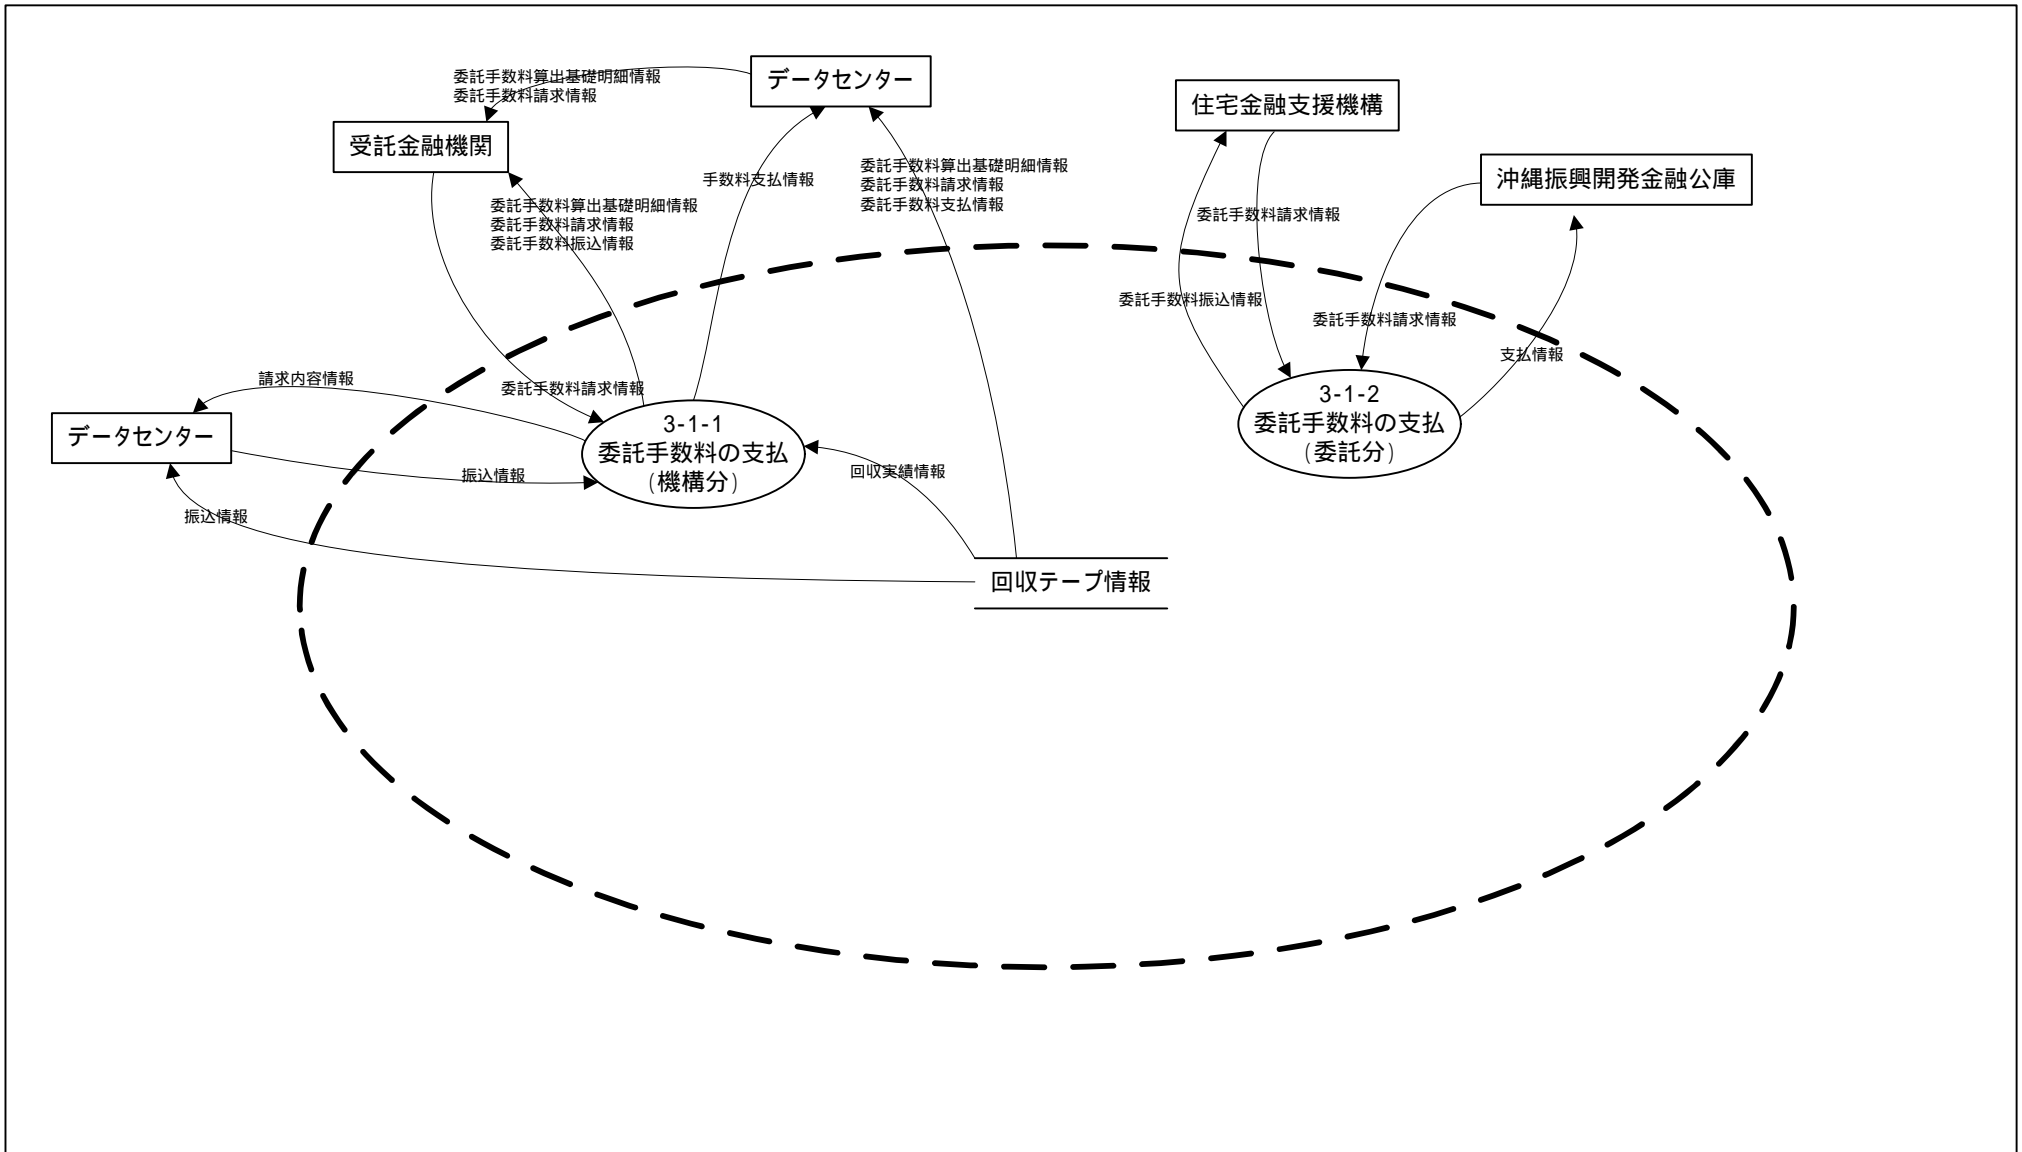 データセンター
委託手数料算出基礎明細情報
委託手数料請求情報
住宅金融支援機構
受託金融機関
沖縄振興開発金融公庫
手数料支払情報
委託手数料算出基礎明細情報
委託手数料請求情報
委託手数料支払情報
委託手数料算出基礎明細情報
委託手数料請求情報
委託手数料振込情報
委託手数料請求情報
委託手数料振込情報
委託手数料請求情報
支払情報
請求内容情報
委託手数料請求情報
データセンター
3-1-1
委託手数料の支払
(機構分)
3-1-2
委託手数料の支払
(委託分)
振込情報
回収実績情報
振込情報
回収テープ情報